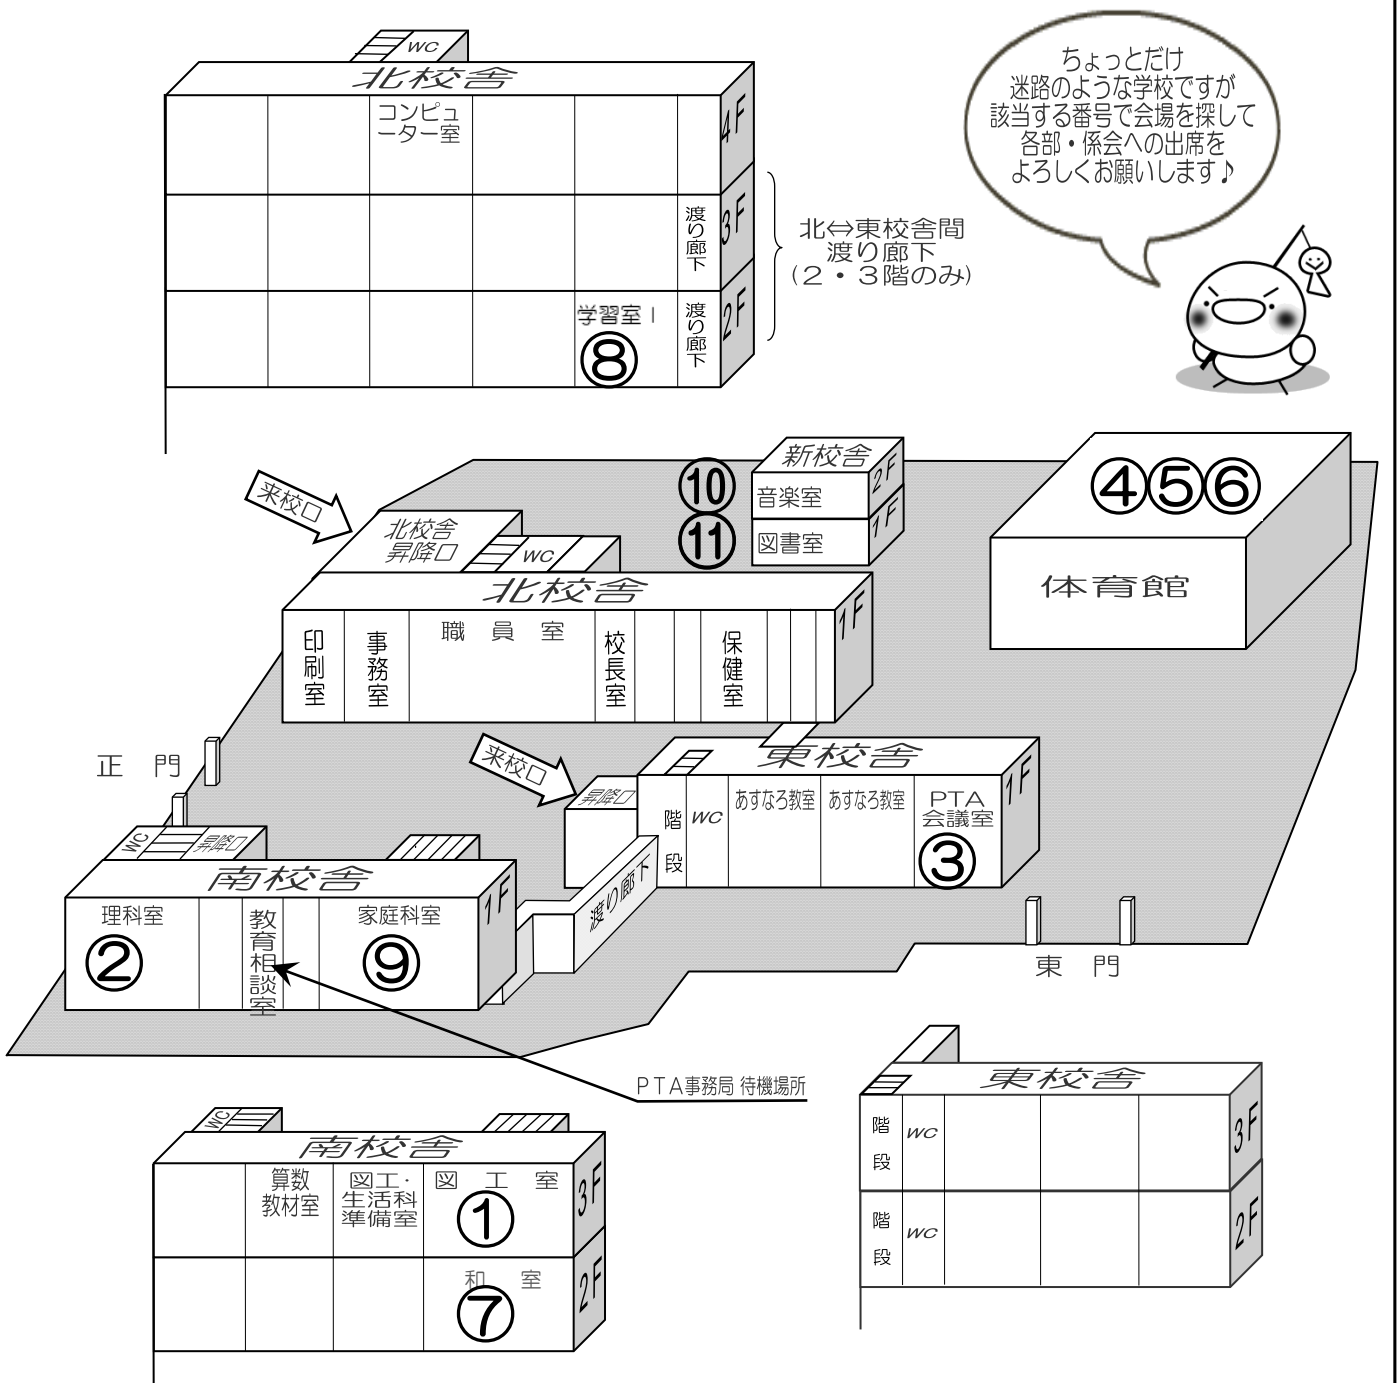 WC
北校舎
コンピュ
ーター室
4F
3F
渡り廊下
2F
渡り廊下
学習室Ⅰ
⑧
北⇔東校舎間
渡り廊下
(2・3階のみ)
ちょっとだけ
迷路のような学校ですが
該当する番号で会場を探して
各部・係会への出席を
よろしくお願いします♪
来校口
北校舎
昇降口
WC
北校舎
1F
印刷室
事務室
職員室
校長室
保健室
新校舎
2F
1F
⑩
音楽室
⑪
図書室
④⑤⑥
体育館
正門
来校口
昇降口
東校舎
1F
階段
WC
あすなろ教室
あすなろ教室
PTA
会議室
③
渡り廊下
WC
昇降口
南校舎
1F
理科室
②
教育相談室
家庭科室
⑨
東門
PTA事務局 待機場所
WC
南校舎
3F
算数
教材室
図工・
生活科
準備室
図工室
①
2F
和室
⑦
東校舎
3F
階段
WC
2F
階段
WC